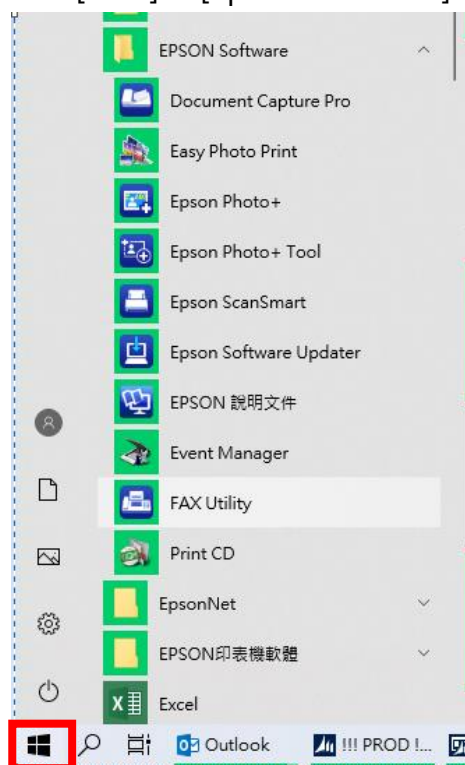 EPSON Software
Document Capture Pro
Easy Photo Print
Epson Photo+
Epson Photo+ Tool
Epson ScanSmart
Epson Software Updater
EPSON 說明文件
Event Manager
FAX Utility
Print CD
EpsonNet
EPSON印表機軟體
Excel
Outlook
!!! PROD !...